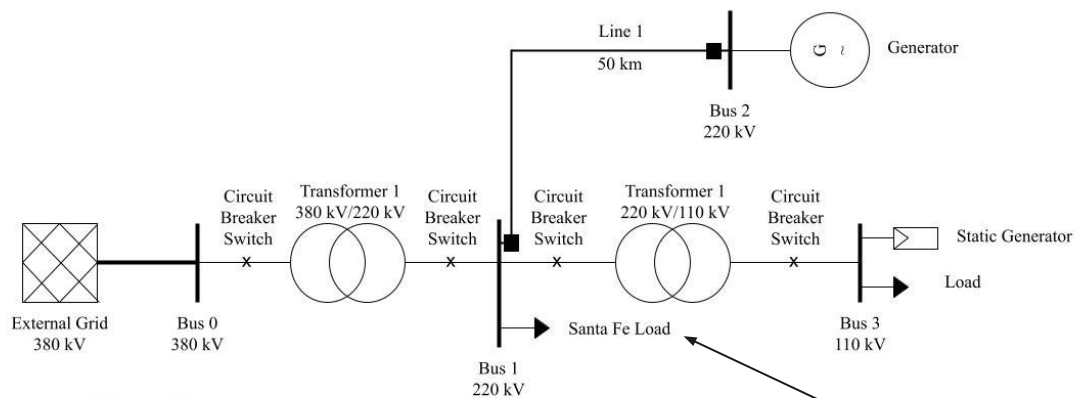 Line 1
50 km
G
~
Generator
Bus 2
220 kV
Circuit
Breaker
Switch
Transformer 1
380 kV/220 kV
Circuit
Breaker
Switch
Circuit
Breaker
Switch
Transformer 1
220 kV/110 kV
Circuit
Breaker
Switch
x
x
x
x
Static Generator
Load
External Grid
380 kV
Bus 0
380 kV
Santa Fe Load
Bus 1
220 kV
Bus 3
110 kV